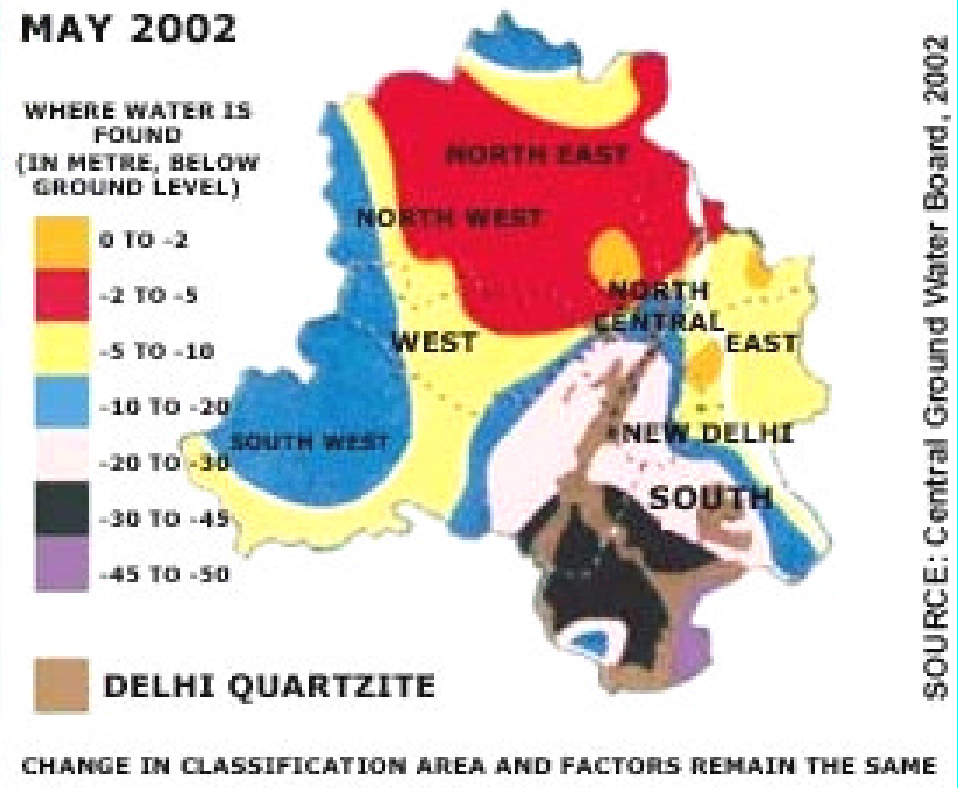 MAY 2002
WHERE WATER IS
FOUND
(IN METRE, BELOW
GROUND LEVEL)
0 TO -2
-2 TO -5
-5 TO -10
-10 TO -20
-20 TO -30
-30 TO -45
-45 TO -50
DELHI QUARTZITE
NORTH EAST
NORTH WEST
NORTH
CENTRAL
WEST
EAST
SOUTH WEST
NEW DELHI
SOUTH
SOURCE: Central Ground Water Board, 2002
CHANGE IN CLASSIFICATION AREA AND FACTORS REMAIN THE SAME